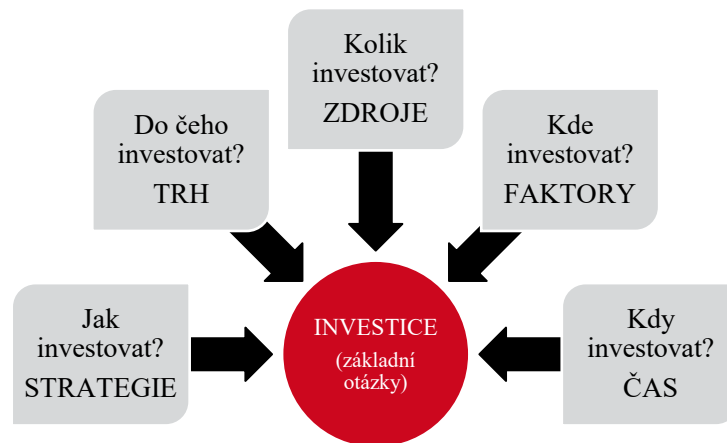 Kolik
investovat?
ZDROJE
Do čeho
investovat?
TRH
Kde
investovat?
FAKTORY
Jak
investovat?
STRATEGIE
INVESTICE
(základní
otázky)
Kdy
investovat?
ČAS